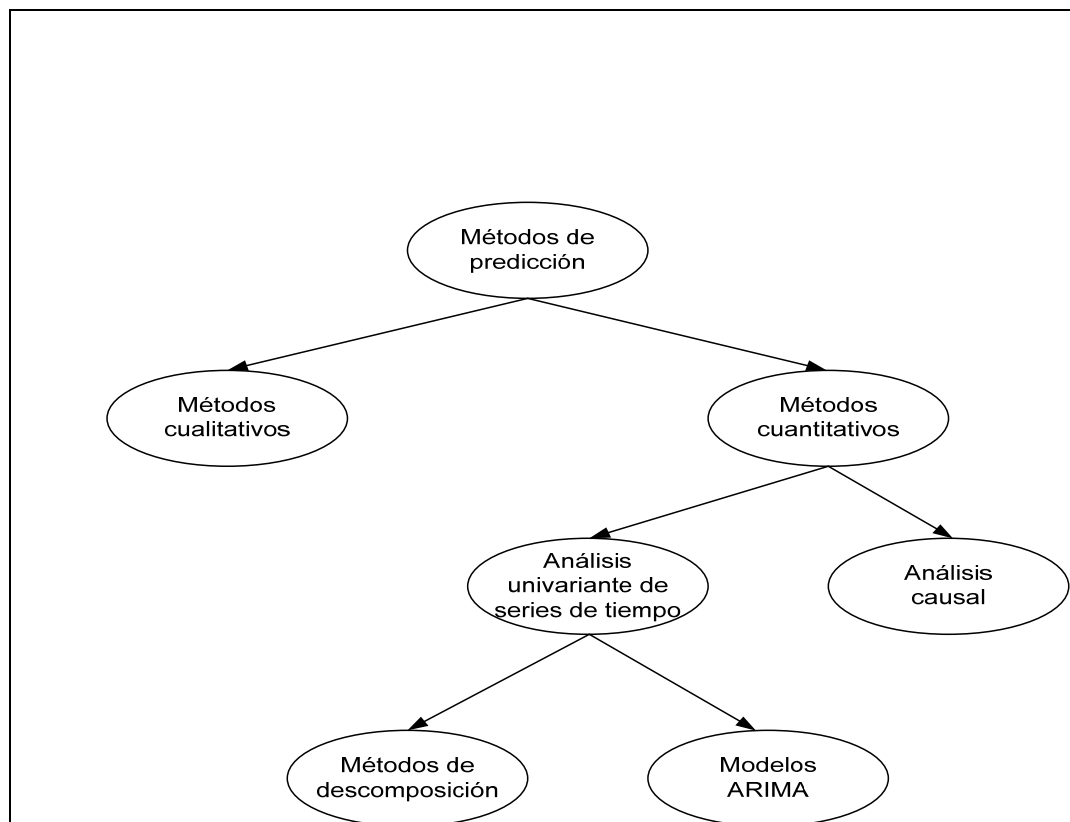 Métodos de
predicción
Métodos
cualitativos
Métodos
cuantitativos
Análisis
univariante de
series de tiempo
Análisis
causal
Métodos de
descomposición
Modelos
ARIMA